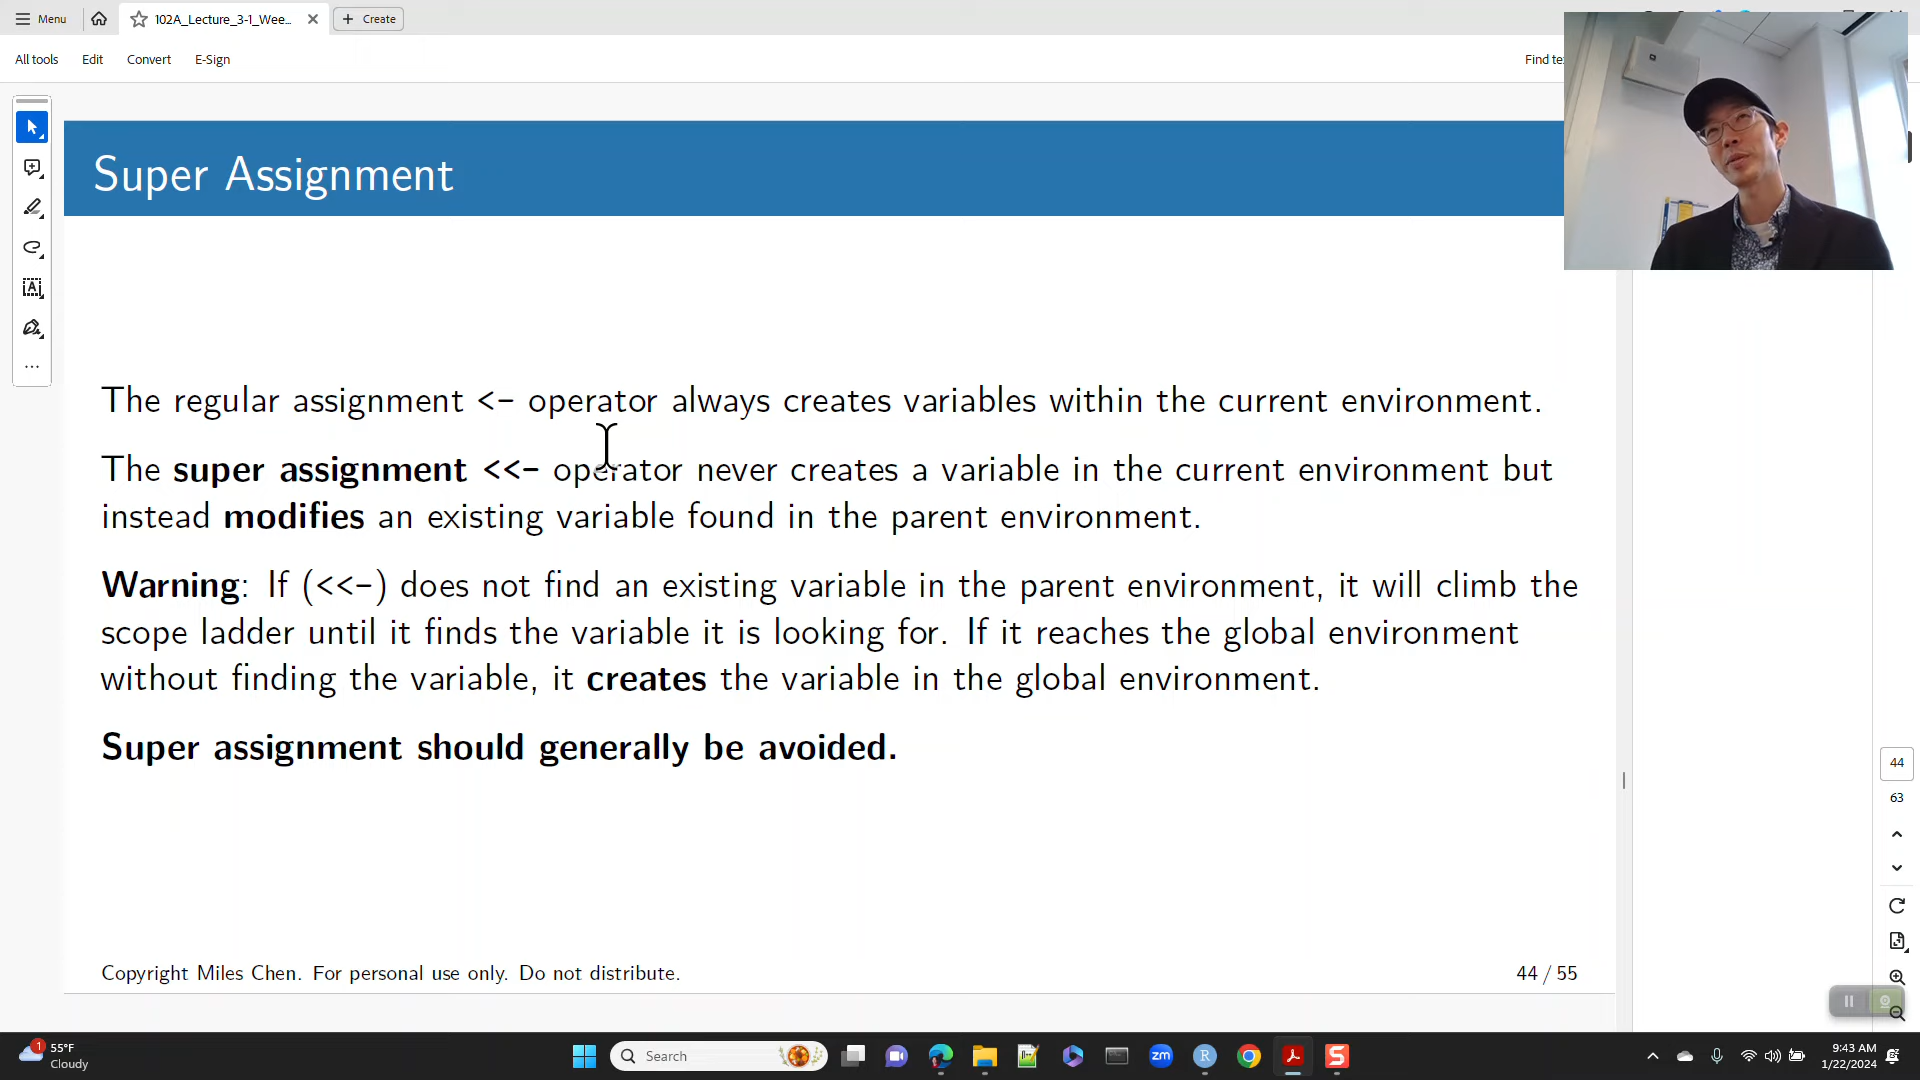 Menu
102A_Lecture_3-1_Wee...
Create
All tools
Edit
Convert
E-Sign
Super Assignment
The regular assignment <- operator always creates variables within the current environment.
The super assignment <<- operator never creates a variable in the current environment but
instead modifies an existing variable found in the parent environment.
Warning: If (<<-) does not find an existing variable in the parent environment, it will climb the
scope ladder until it finds the variable it is looking for. If it reaches the global environment
without finding the variable, it creates the variable in the global environment.
Super assignment should generally be avoided.
Copyright Miles Chen. For personal use only. Do not distribute.
44 / 55
44
63
1
55°F
Cloudy
Search
zm
R
S
9:43 AM
1/22/2024